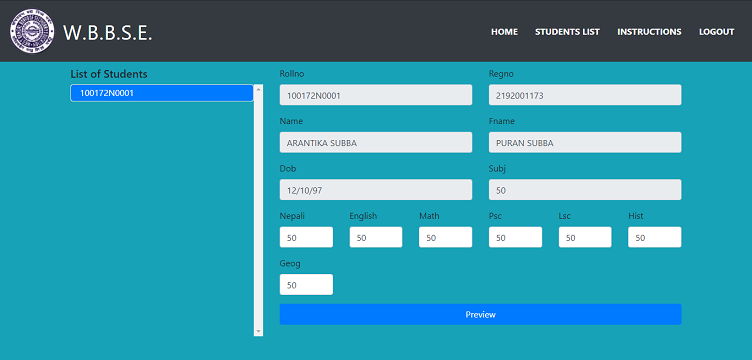 W.B.B.S.E.
HOME STUDENTS LIST INSTRUCTIONS LOGOUT
List of Students
100172N0001
Rollno Regno
100172N0001 2192001173
Name Fname
ARANTIKA SUBBA PURAN SUBBA
Dob Subj
12/10/97 50
Nepali English Math Psc Lsc Hist
50 50 50 50 50 50
Geog
50
Preview